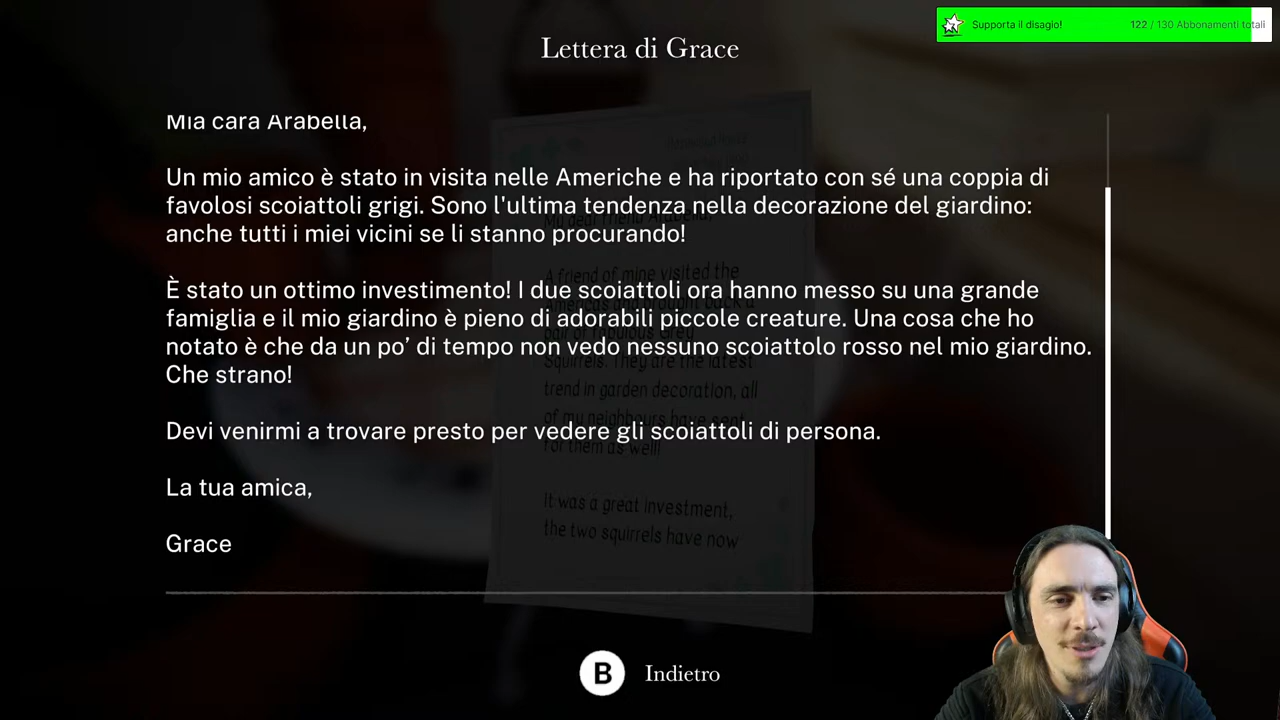 Supporta il disagio! 122 / 130 Abbonamenti totali
Lettera di Grace
Mia cara Arabella,
Un mio amico è stato in visita nelle Americhe e ha riportato con sé una coppia di
favolosi scoiattoli grigi. Sono l'ultima tendenza nella decorazione del giardino:
anche tutti i miei vicini se li stanno procurando!
È stato un ottimo investimento! I due scoiattoli ora hanno messo su una grande
famiglia e il mio giardino è pieno di adorabili piccole creature. Una cosa che ho
notato è che da un po’ di tempo non vedo nessuno scoiattolo rosso nel mio giardino.
Che strano!
Devi venirmi a trovare presto per vedere gli scoiattoli di persona.
La tua amica,
Grace
A friend of mine visited the
Squirrels. They are the latest
trend in garden decoration, all
of my neighbours have sent
for them as well!
It was a great investment,
the two squirrels have now
B Indietro